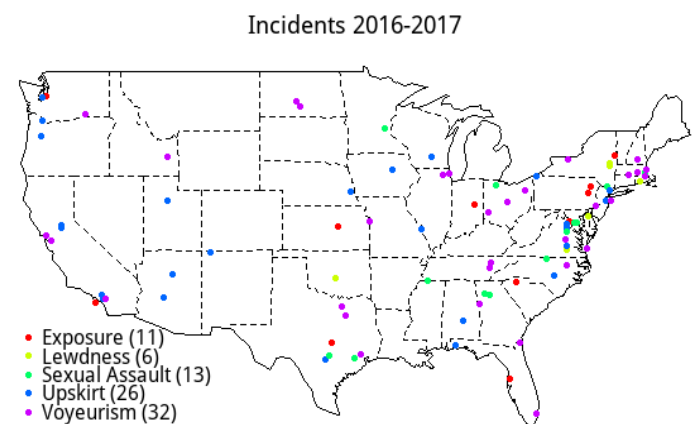 Incidents 2016-2017
Exposure (11)
Lewdness (6)
Sexual Assault (13)
Upskirt (26)
Voyeurism (32)